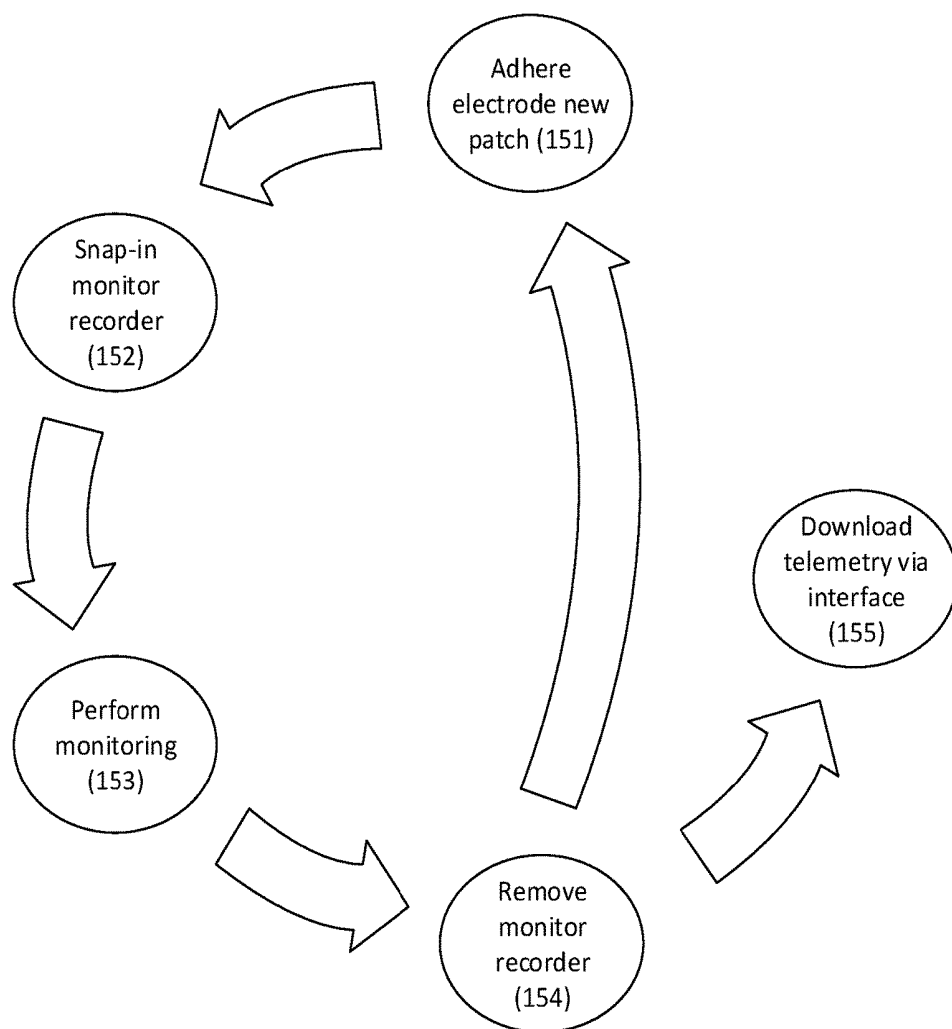 Adhere
electrode new
patch (151)
Snap-in
monitor
recorder
(152)
Perform
monitoring
(153)
Remove
monitor
recorder
(154)
Download
telemetry via
interface
(155)